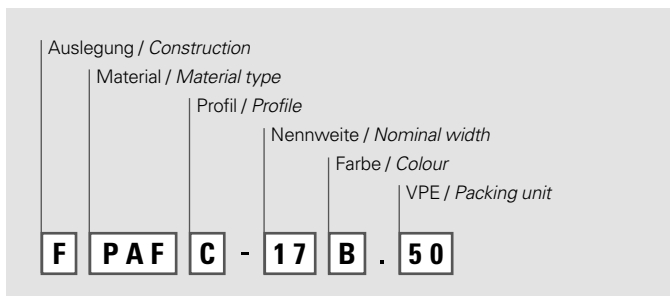 Auslegung / Construction
Material / Material type
Profil / Profile
Nennweite / Nominal width
Farbe / Colour
VPE / Packing unit
F PAF C - 17 B . 50